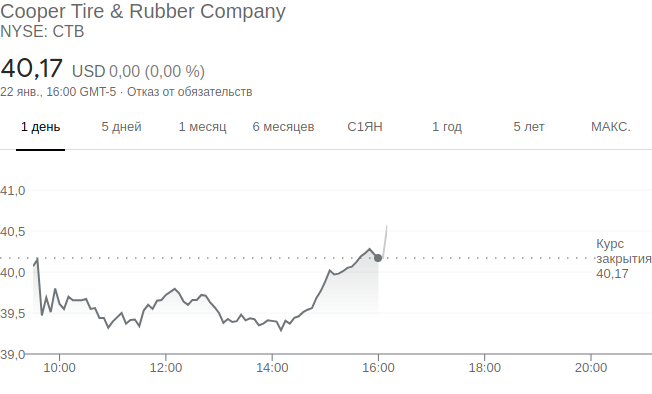 Cooper Tire & Rubber Company
NYSE: CTB
40,17 USD 0,00 (0,00 %)
22 янв., 16:00 GMT-5 · Отказ от обязательств
1 день 5 дней 1 месяц 6 месяцев С1ЯН 1 год 5 лет МАКС.
41,0
40,5
Курс
закрытия
40,17
40,0
39,5
39,0
10:00 12:00 14:00 16:00 18:00 20:00